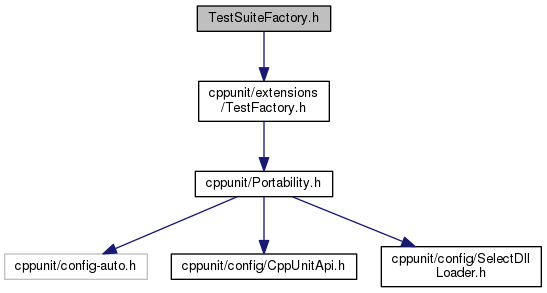 TestSuiteFactory.h
cppunit/extensions
/TestFactory.h
cppunit/Portability.h
cppunit/config-auto.h
cppunit/config/CppUnitApi.h
cppunit/config/SelectDll
Loader.h